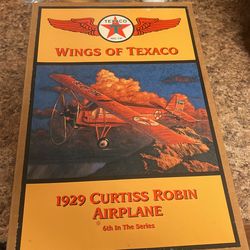 TEXACO
WINGS OF TEXACO
1929 CURTISS ROBIN
AIRPLANE
6th In The Series